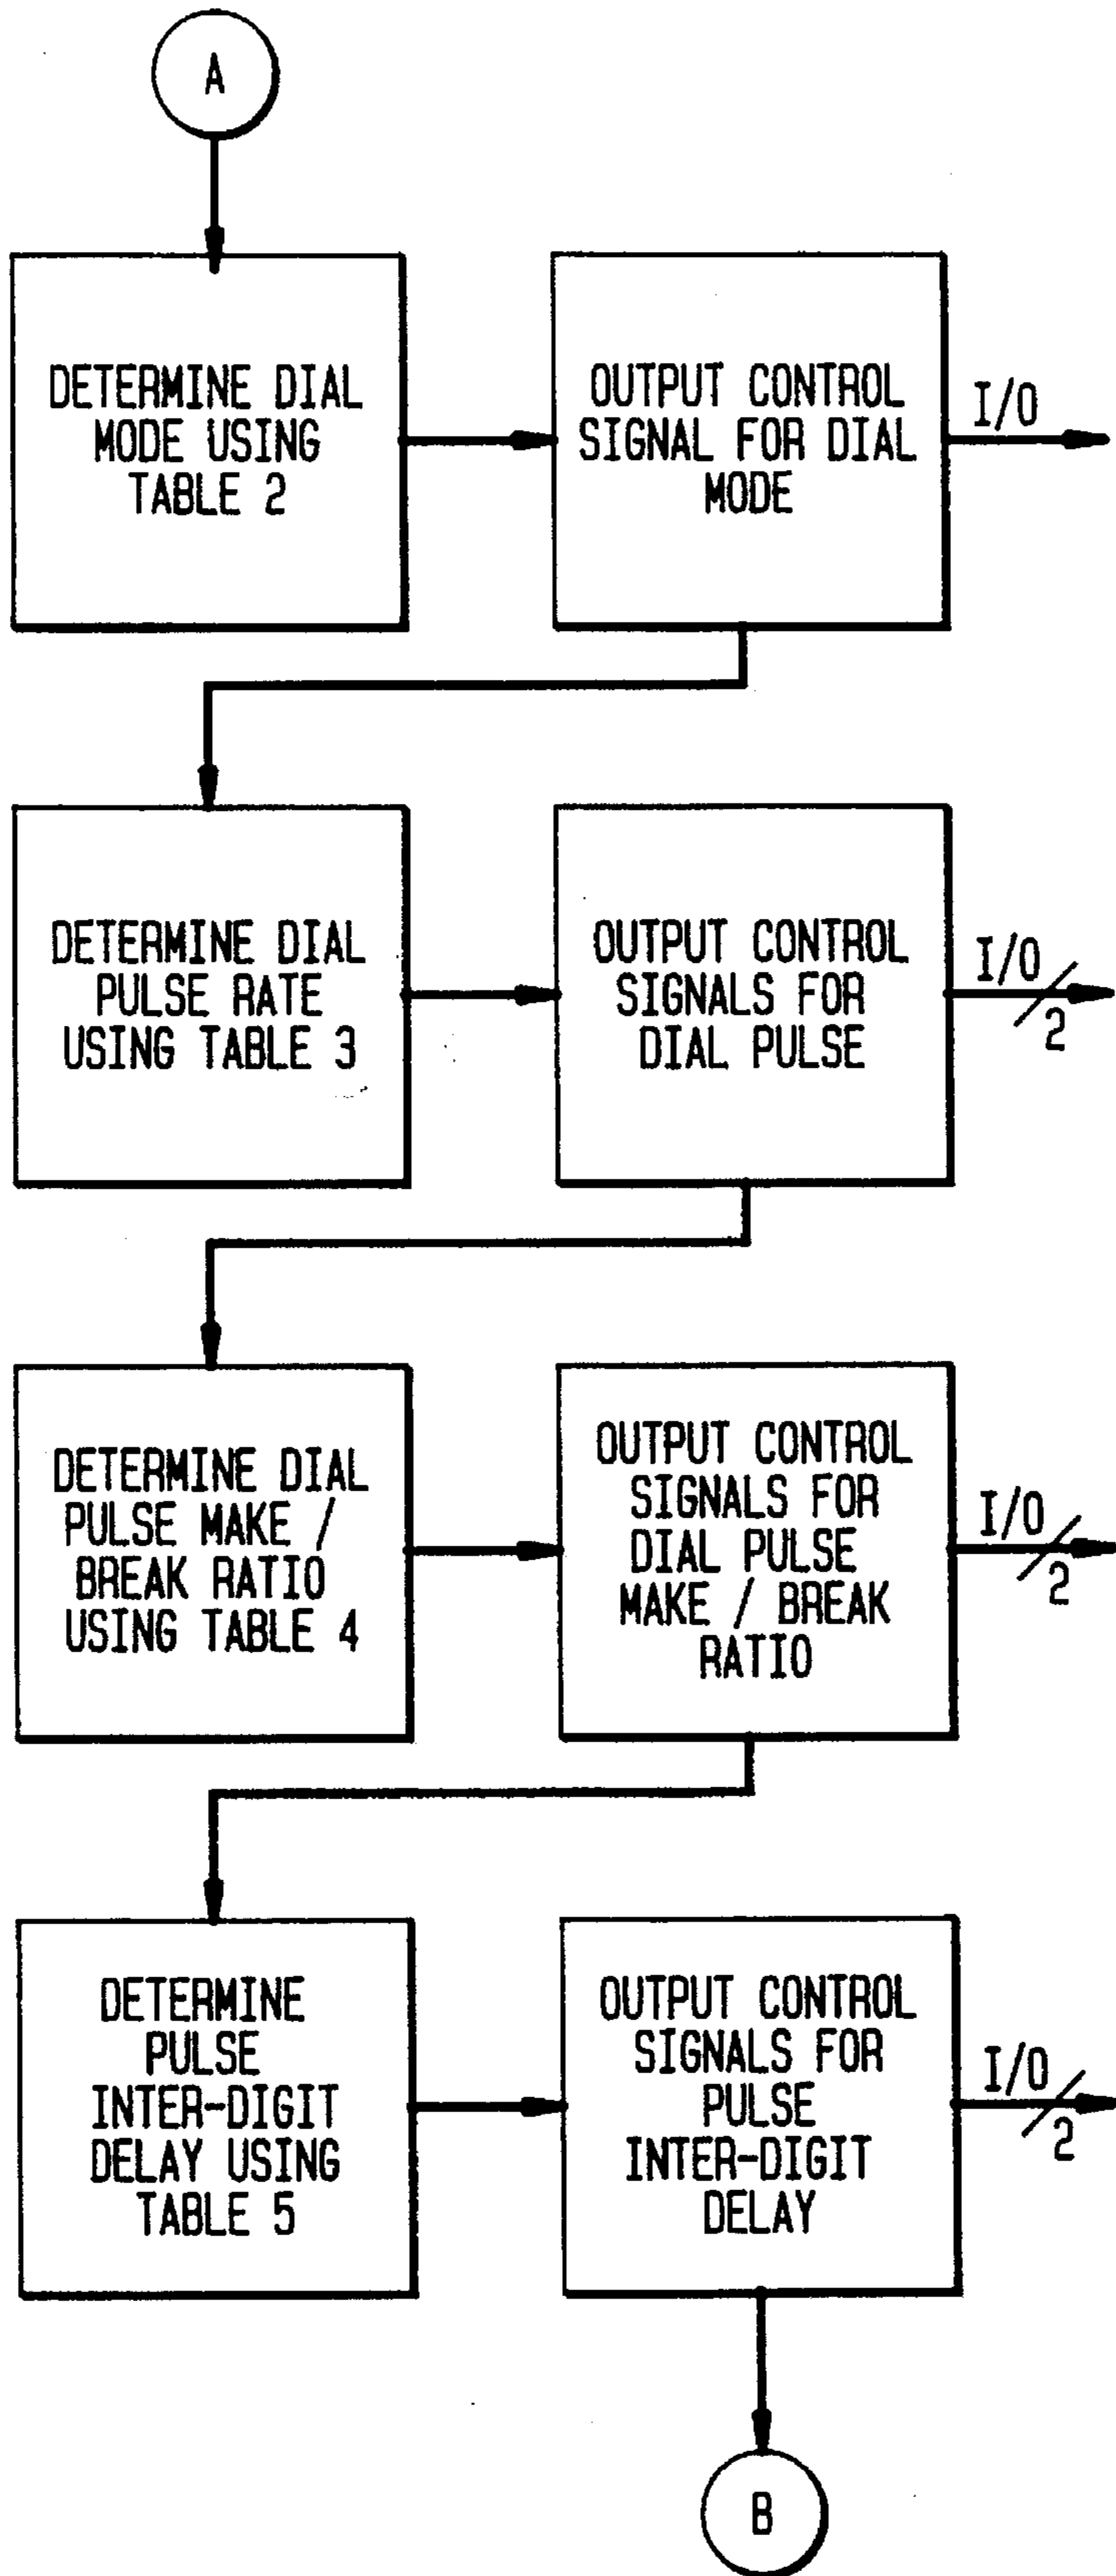 A
DETERMINE DIAL
MODE USING
TABLE 2
OUTPUT CONTROL
SIGNAL FOR DIAL
MODE
I/O
DETERMINE DIAL
PULSE RATE
USING TABLE 3
OUTPUT CONTROL
SIGNALS FOR
DIAL PULSE
I/O
2
DETERMINE DIAL
PULSE MAKE /
BREAK RATIO
USING TABLE 4
OUTPUT CONTROL
SIGNALS FOR
DIAL PULSE
MAKE / BREAK
RATIO
I/O
2
DETERMINE
PULSE
INTER-DIGIT
DELAY USING
TABLE 5
OUTPUT CONTROL
SIGNALS FOR
PULSE
INTER-DIGIT
DELAY
I/O
2
B